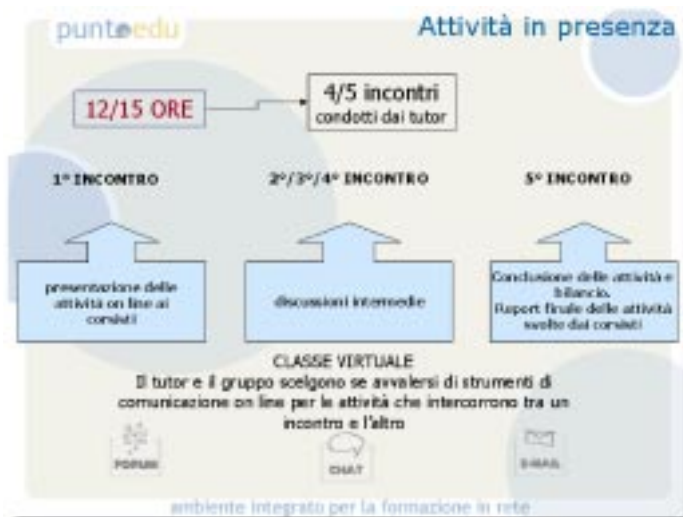 puntoedu
Attività in presenza
12/15 ORE
4/5 incontri
condotti dai tutor
1° INCONTRO
2°/3°/4° INCONTRO
5° INCONTRO
presentazione delle
attività on line ai
corsisti
discussioni intermedie
Conclusione delle attività e
bilancio.
Report finale delle attività
svolte dai corsisti
CLASSE VIRTUALE
Il tutor e il gruppo scelgono se avvalersi di strumenti di
comunicazione on line per le attività che intercorrono tra un
incontro e l'altro
FORUM
CHAT
E-MAIL
ambiente integrato per la formazione in rete